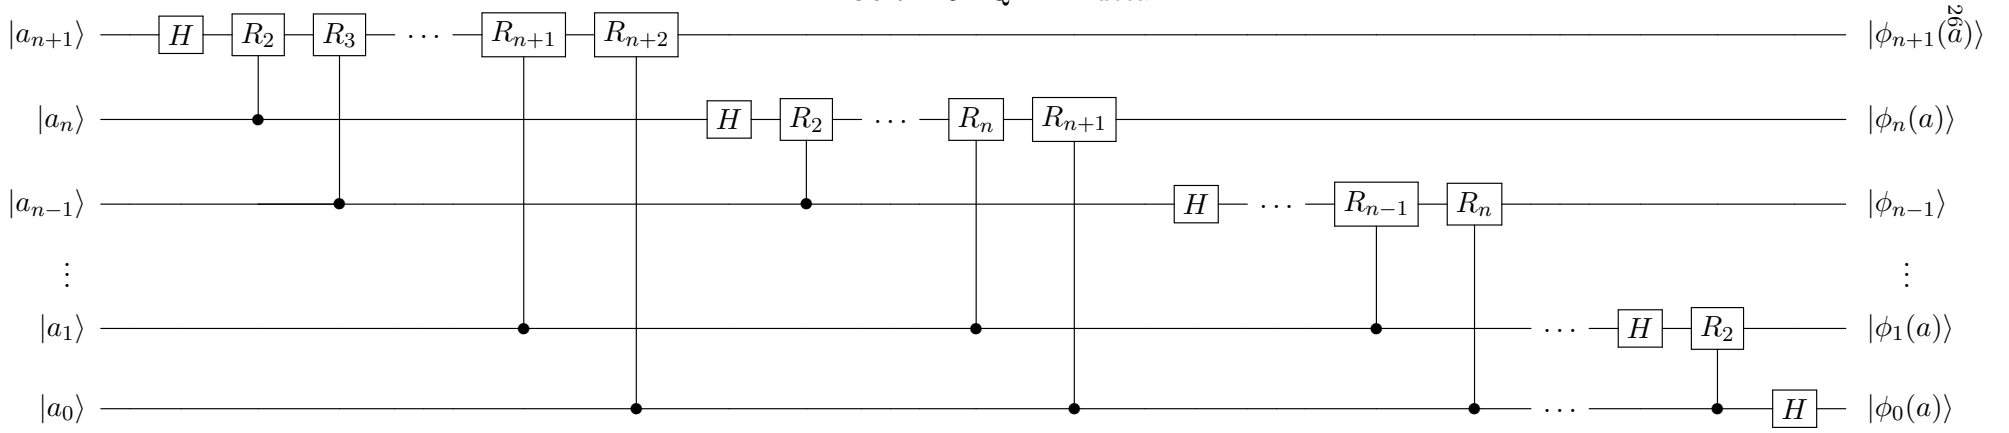 26
|a_{n+1}⟩ H R_2 R_3 ··· R_{n+1} R_{n+2} |ϕ_{n+1}(a)⟩
|a_n⟩ H R_2 ··· R_n R_{n+1} |ϕ_n(a)⟩
|a_{n−1}⟩ H ··· R_{n−1} R_n |ϕ_{n−1}⟩
⋮ ⋮
|a_1⟩ ··· H R_2 |ϕ_1(a)⟩
|a_0⟩ ··· H |ϕ_0(a)⟩